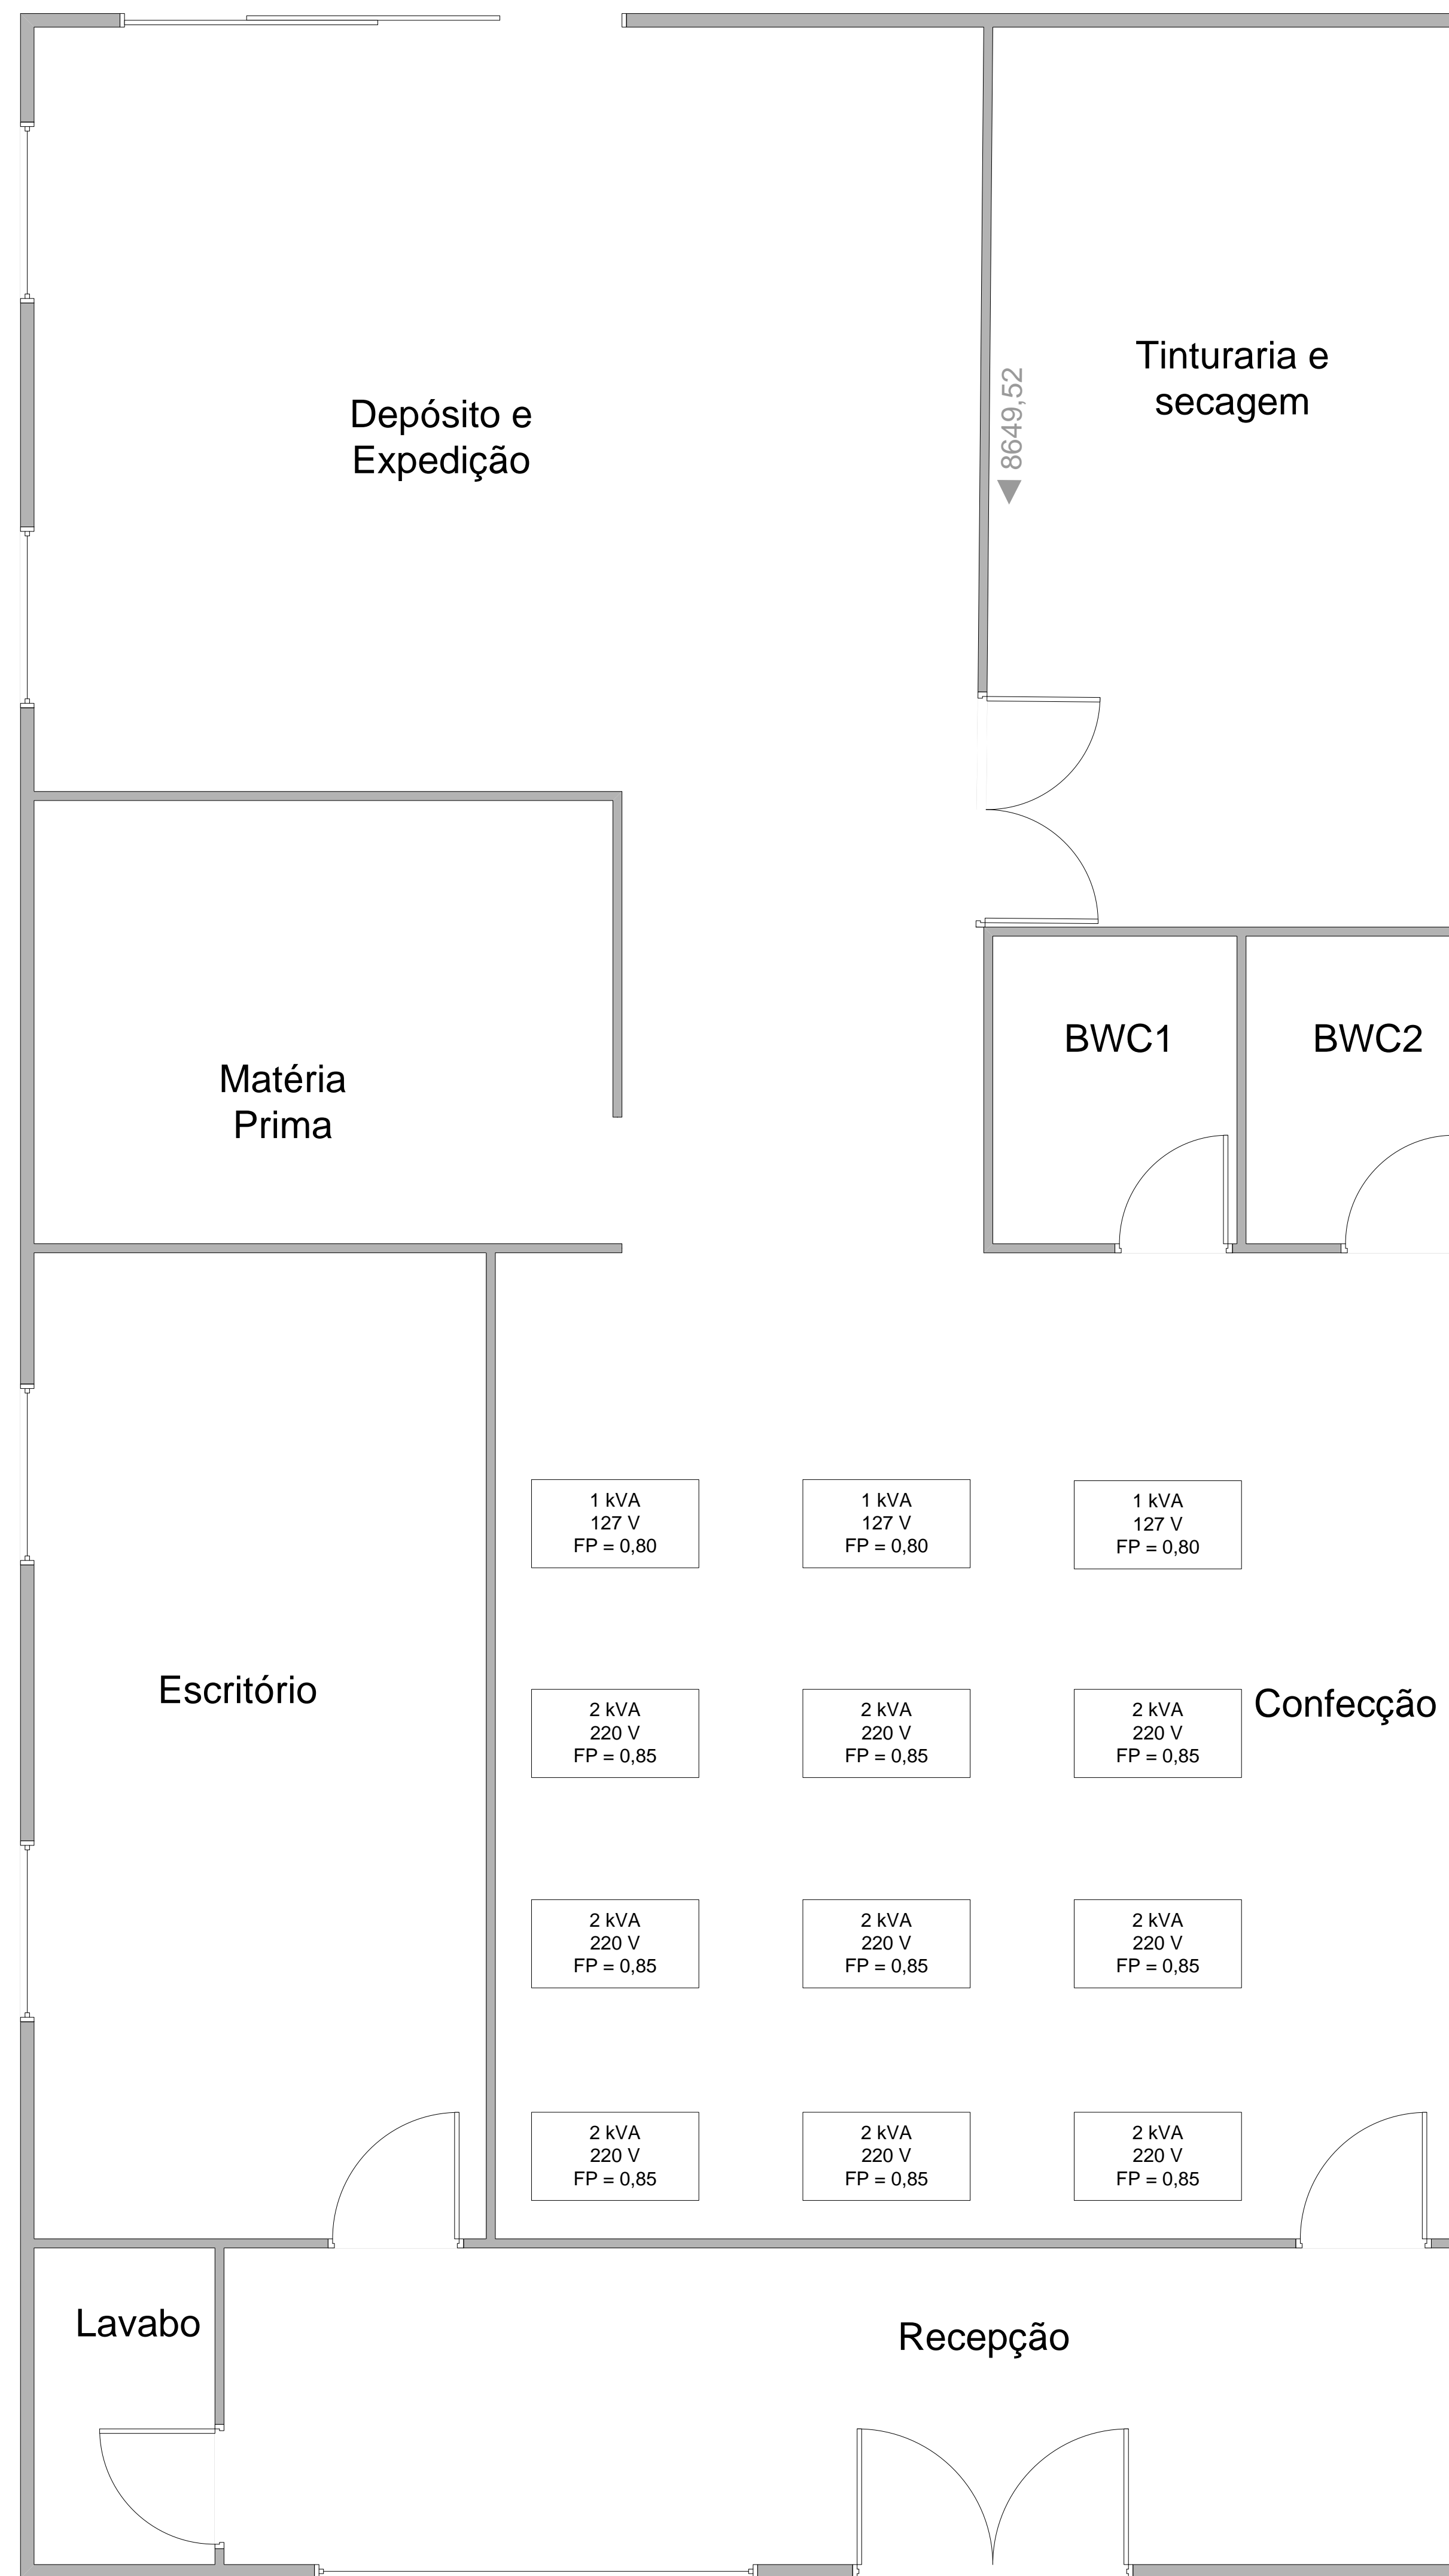 Tinturaria e
secagem
8649,52
Depósito e
Expedição
BWC1
BWC2
Matéria
Prima
1 kVA
127 V
FP = 0,80
1 kVA
127 V
FP = 0,80
1 kVA
127 V
FP = 0,80
Escritório
2 kVA
220 V
FP = 0,85
2 kVA
220 V
FP = 0,85
2 kVA
220 V
FP = 0,85
Confecção
2 kVA
220 V
FP = 0,85
2 kVA
220 V
FP = 0,85
2 kVA
220 V
FP = 0,85
2 kVA
220 V
FP = 0,85
2 kVA
220 V
FP = 0,85
2 kVA
220 V
FP = 0,85
Lavabo
Recepção